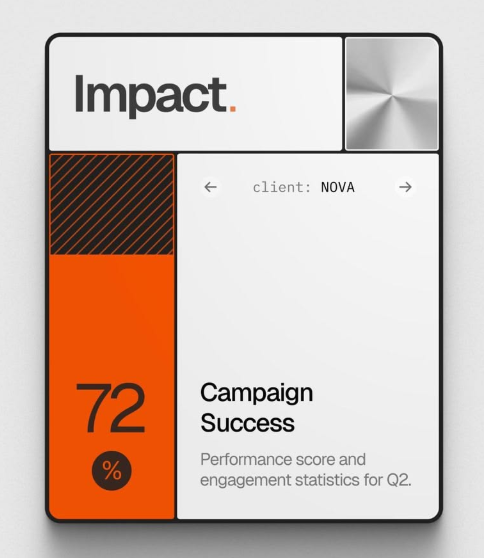 Impact.
← client: NOVA →
72
%
Campaign
Success
Performance score and
engagement statistics for Q2.